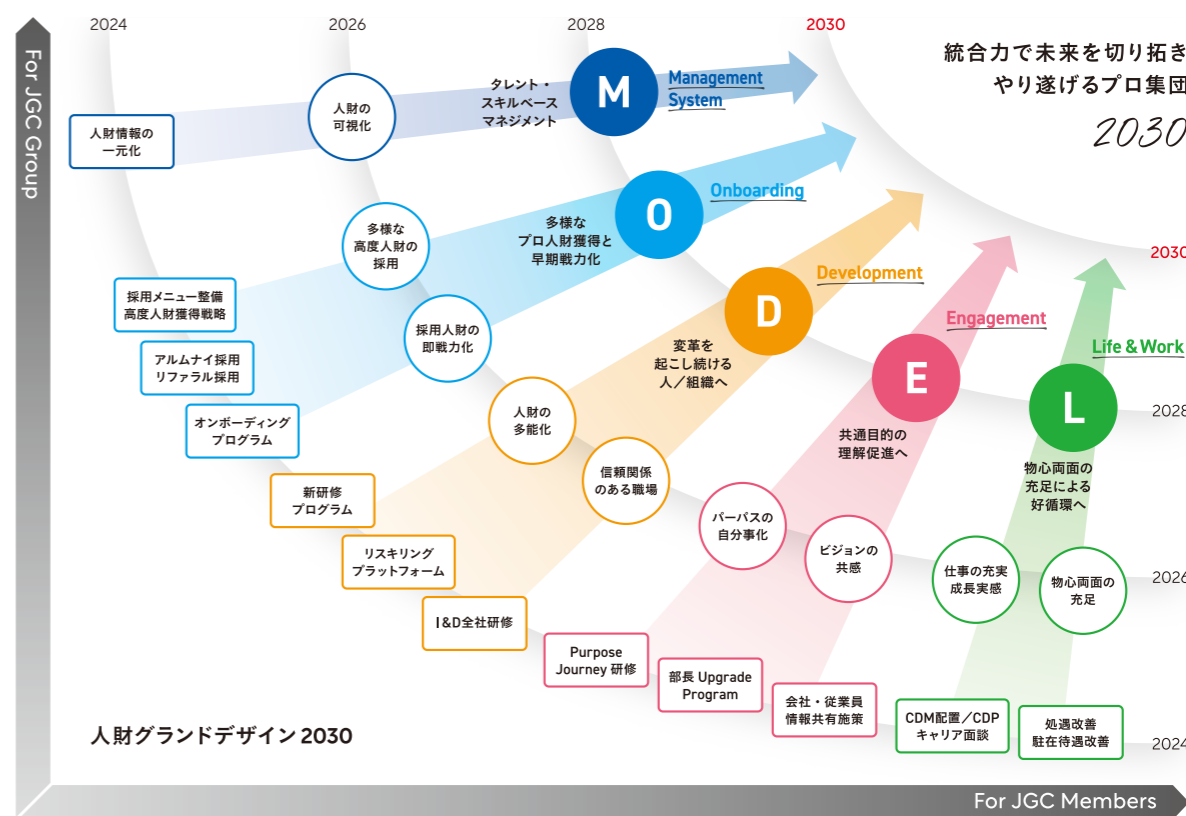 2024
2026
2028
2030
統合力で未来を切り拓き
やり遂げるプロ集団
2030
For JGC Group
人財情報の
一元化
人財の
可視化
タレント・
スキルベース
マネジメント
M
Management
System
採用メニュー整備
高度人財獲得戦略
アルムナイ採用
リファラル採用
オンボーディング
プログラム
多様な
高度人財の
採用
採用人財の
即戦力化
多様な
プロ人財獲得と
早期戦力化
O
Onboarding
新研修
プログラム
リスキリング
プラットフォーム
I&D全社研修
人財の
多能化
信頼関係
のある職場
変革を
起こし続ける
人／組織へ
D
Development
Purpose
Journey 研修
部長 Upgrade
Program
会社・従業員
情報共有施策
パーパスの
自分事化
ビジョンの
共感
共通目的の
理解促進へ
E
Engagement
CDM配置／CDP
キャリア面談
処遇改善
駐在待遇改善
仕事の充実
成長実感
物心両面の
充足
物心両面の
充足による
好循環へ
L
Life & Work
2030
2028
2026
2024
人財グランドデザイン 2030
For JGC Members